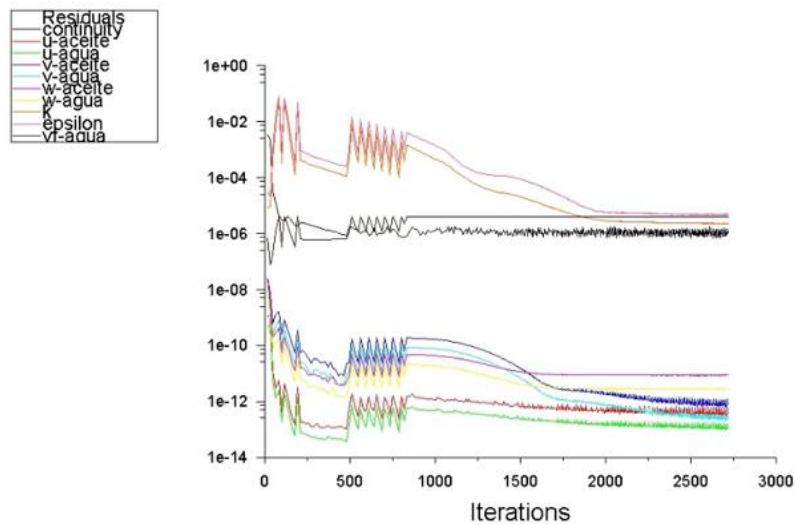 Residuals
continuity
u-aceite
u-agua
v-aceite
v-agua
w-aceite
w-agua
k
epsilon
vf-agua
1e+00
1e-02
1e-04
1e-06
1e-08
1e-10
1e-12
1e-14
0 500 1000 1500 2000 2500 3000
Iterations